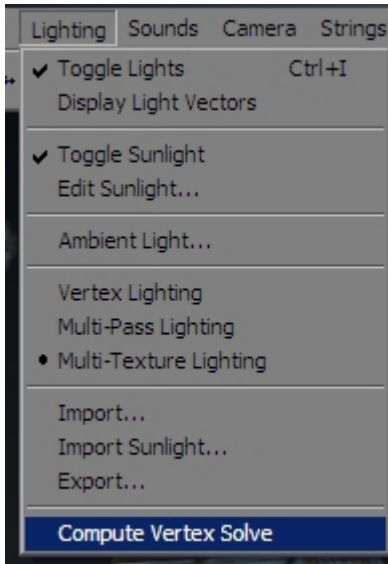 Lighting Sounds Camera Strings
Toggle Lights Ctrl+I
Display Light Vectors
Toggle Sunlight
Edit Sunlight...
Ambient Light...
Vertex Lighting
Multi-Pass Lighting
Multi-Texture Lighting
Import...
Import Sunlight...
Export...
Compute Vertex Solve